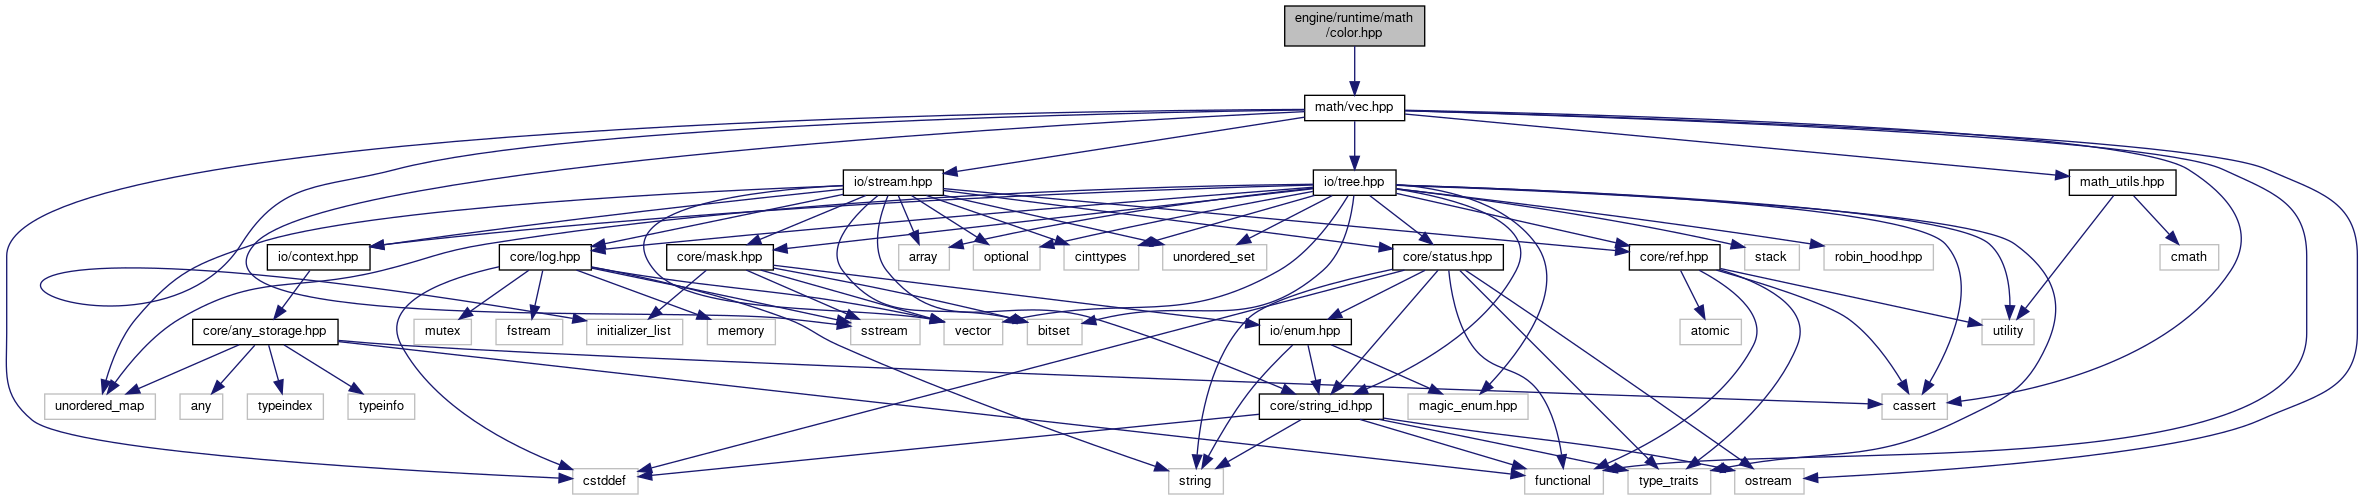 engine/runtime/math
/color.hpp
math/vec.hpp
io/stream.hpp
io/tree.hpp
math_utils.hpp
io/context.hpp
core/log.hpp
core/mask.hpp
array
optional
cinttypes
unordered_set
core/status.hpp
core/ref.hpp
stack
robin_hood.hpp
cmath
core/any_storage.hpp
mutex
fstream
initializer_list
memory
sstream
vector
bitset
io/enum.hpp
atomic
utility
unordered_map
any
typeindex
typeinfo
core/string_id.hpp
magic_enum.hpp
cassert
cstddef
string
functional
type_traits
ostream